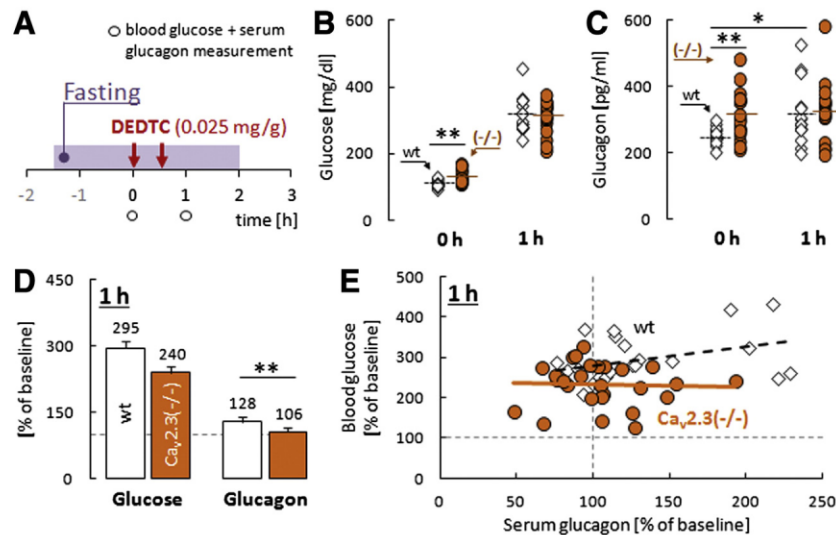 A
blood glucose + serum
glucagon measurement
Fasting
DEDTC (0.025 mg/g)
-2 -1 0 1 2 3
time [h]
B
Glucose [mg/dl]
600
400
200
0
wt
**
(-/-)
0 h 1 h
C
Glucagon [pg/ml]
600
400
200
0
(-/-)
wt
**
*
0 h 1 h
D
1 h
[% of baseline]
450
300
150
0
295
240
128
106
**
wt
Caᵥ2.3(-/-)
Glucose Glucagon
E
1 h
Blood glucose
[% of baseline]
500
400
300
200
100
0
wt
Caᵥ2.3(-/-)
0 50 100 150 200 250
Serum glucagon [% of baseline]